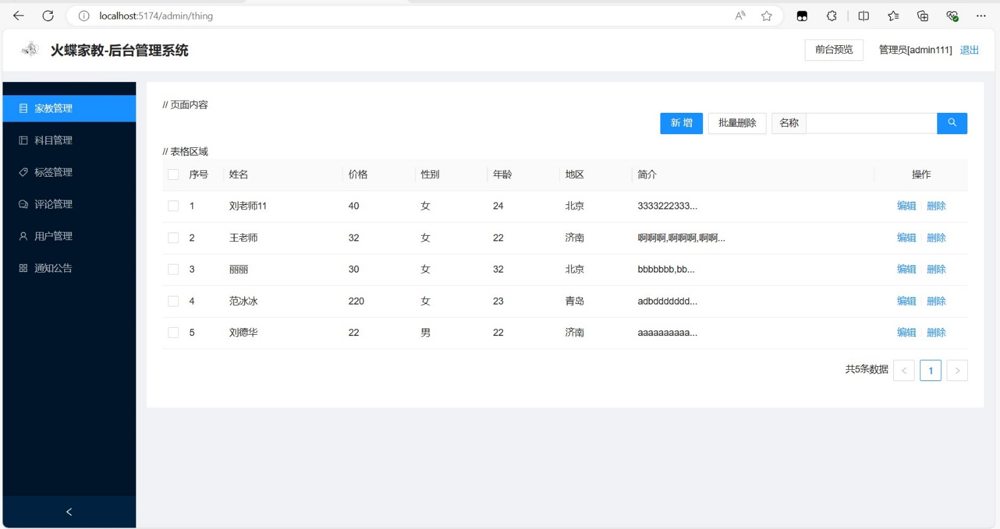 localhost:5174/admin/thing
火蝶家教-后台管理系统
前台预览 管理员[admin111] 退出
家教管理
科目管理
标签管理
评论管理
用户管理
通知公告
// 页面内容
新 增 批量删除 名称
// 表格区域
序号 姓名 价格 性别 年龄 地区 简介 操作
1 刘老师11 40 女 24 北京 3333222333... 编辑 删除
2 王老师 32 女 22 济南 啊啊啊,啊啊啊,啊啊... 编辑 删除
3 丽丽 30 女 32 北京 bbbbbbb,bb... 编辑 删除
4 范冰冰 220 女 23 青岛 adbddddddd... 编辑 删除
5 刘德华 22 男 22 济南 aaaaaaaaaa... 编辑 删除
共5条数据 < 1 >